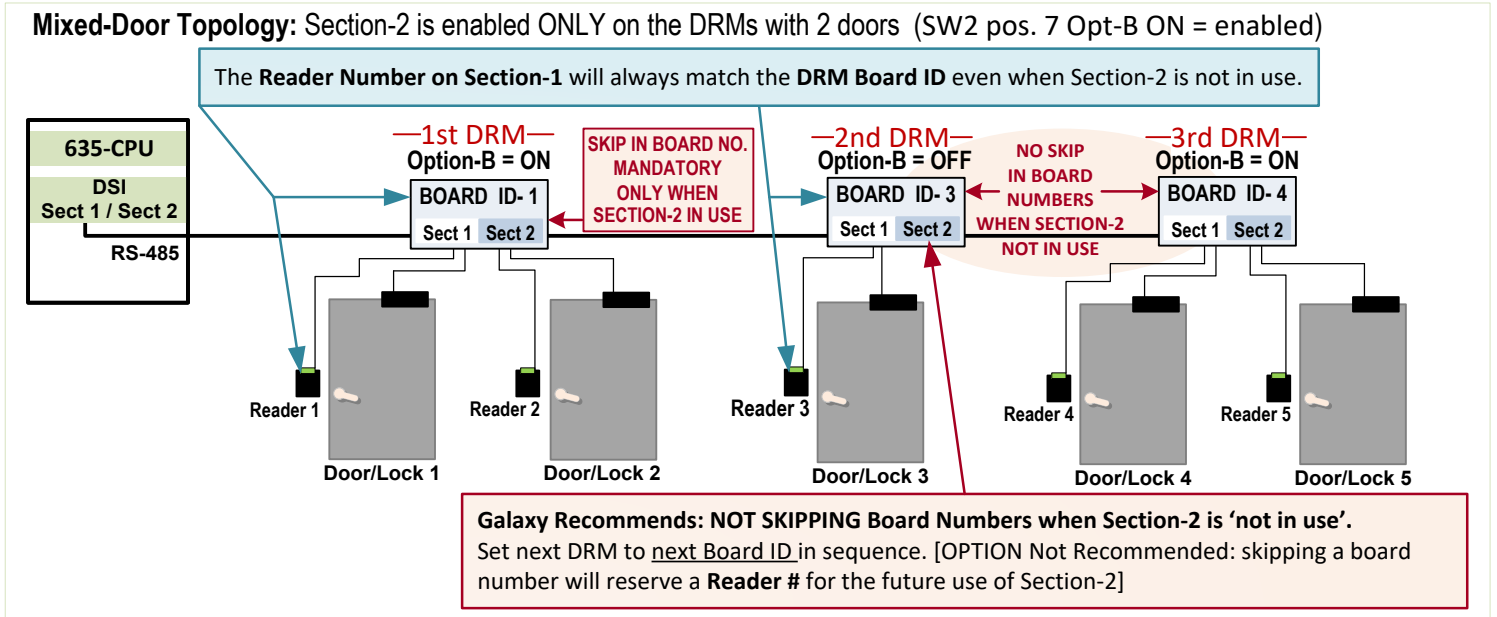 Mixed-Door Topology: Section-2 is enabled ONLY on the DRMs with 2 doors (SW2 pos. 7 Opt-B ON = enabled)
The Reader Number on Section-1 will always match the DRM Board ID even when Section-2 is not in use.
635-CPU
DSI
Sect 1 / Sect 2
RS-485
—1st DRM—
Option-B = ON
BOARD ID- 1
Sect 1 Sect 2
SKIP IN BOARD NO.
MANDATORY
ONLY WHEN
SECTION-2 IN USE
—2nd DRM—
Option-B = OFF
BOARD ID- 3
Sect 1 Sect 2
NO SKIP
IN BOARD
NUMBERS
WHEN SECTION-2
NOT IN USE
—3rd DRM—
Option-B = ON
BOARD ID- 4
Sect 1 Sect 2
Reader 1
Door/Lock 1
Reader 2
Door/Lock 2
Reader 3
Door/Lock 3
Reader 4
Door/Lock 4
Reader 5
Door/Lock 5
Galaxy Recommends: NOT SKIPPING Board Numbers when Section-2 is ‘not in use’.
Set next DRM to next Board ID in sequence. [OPTION Not Recommended: skipping a board
number will reserve a Reader # for the future use of Section-2]